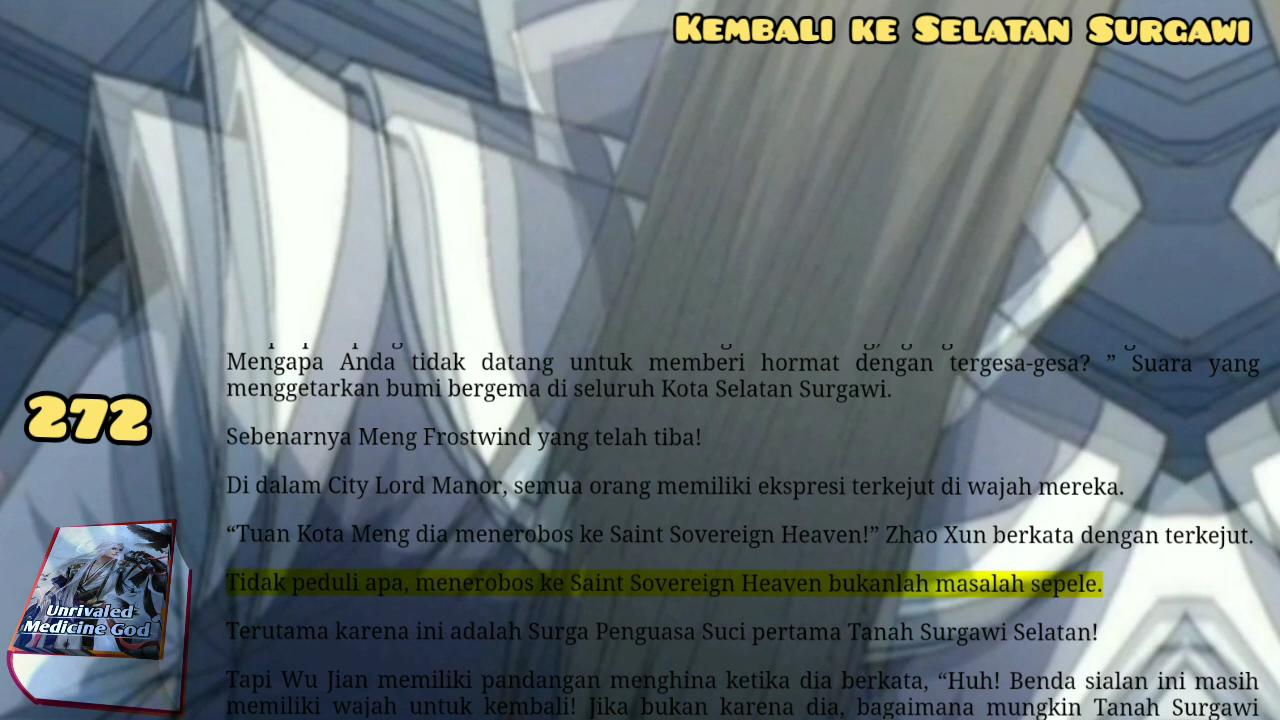 Kembali ke Selatan Surgawi
Mengapa Anda tidak datang untuk memberi hormat dengan tergesa-gesa? ” Suara yang
menggetarkan bumi bergema di seluruh Kota Selatan Surgawi.
272
Sebenarnya Meng Frostwind yang telah tiba!
Di dalam City Lord Manor, semua orang memiliki ekspresi terkejut di wajah mereka.
“Tuan Kota Meng dia menerobos ke Saint Sovereign Heaven!” Zhao Xun berkata dengan terkejut.
Tidak peduli apa, menerobos ke Saint Sovereign Heaven bukanlah masalah sepele.
Unrivaled
Medicine God
Terutama karena ini adalah Surga Penguasa Suci pertama Tanah Surgawi Selatan!
Tapi Wu Jian memiliki pandangan menghina ketika dia berkata, “Huh! Benda sialan ini masih
memiliki wajah untuk kembali! Jika bukan karena dia, bagaimana mungkin Tanah Surgawi